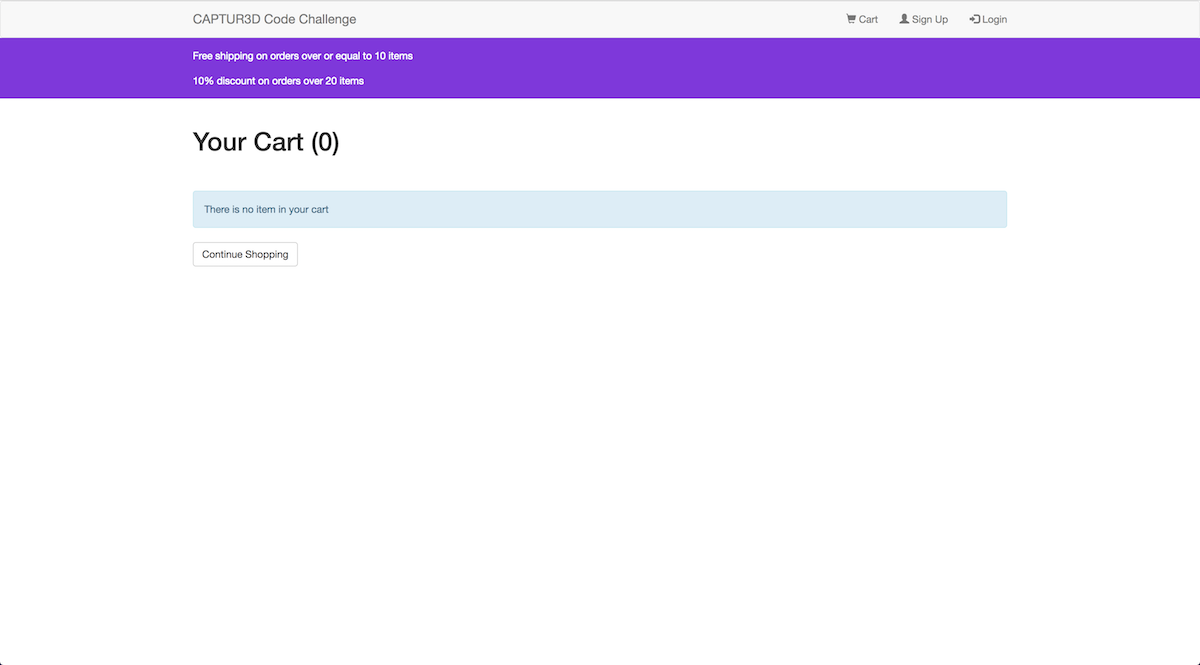 CAPTUR3D Code Challenge
Cart Sign Up Login
Free shipping on orders over or equal to 10 items
10% discount on orders over 20 items
Your Cart (0)
There is no item in your cart
Continue Shopping